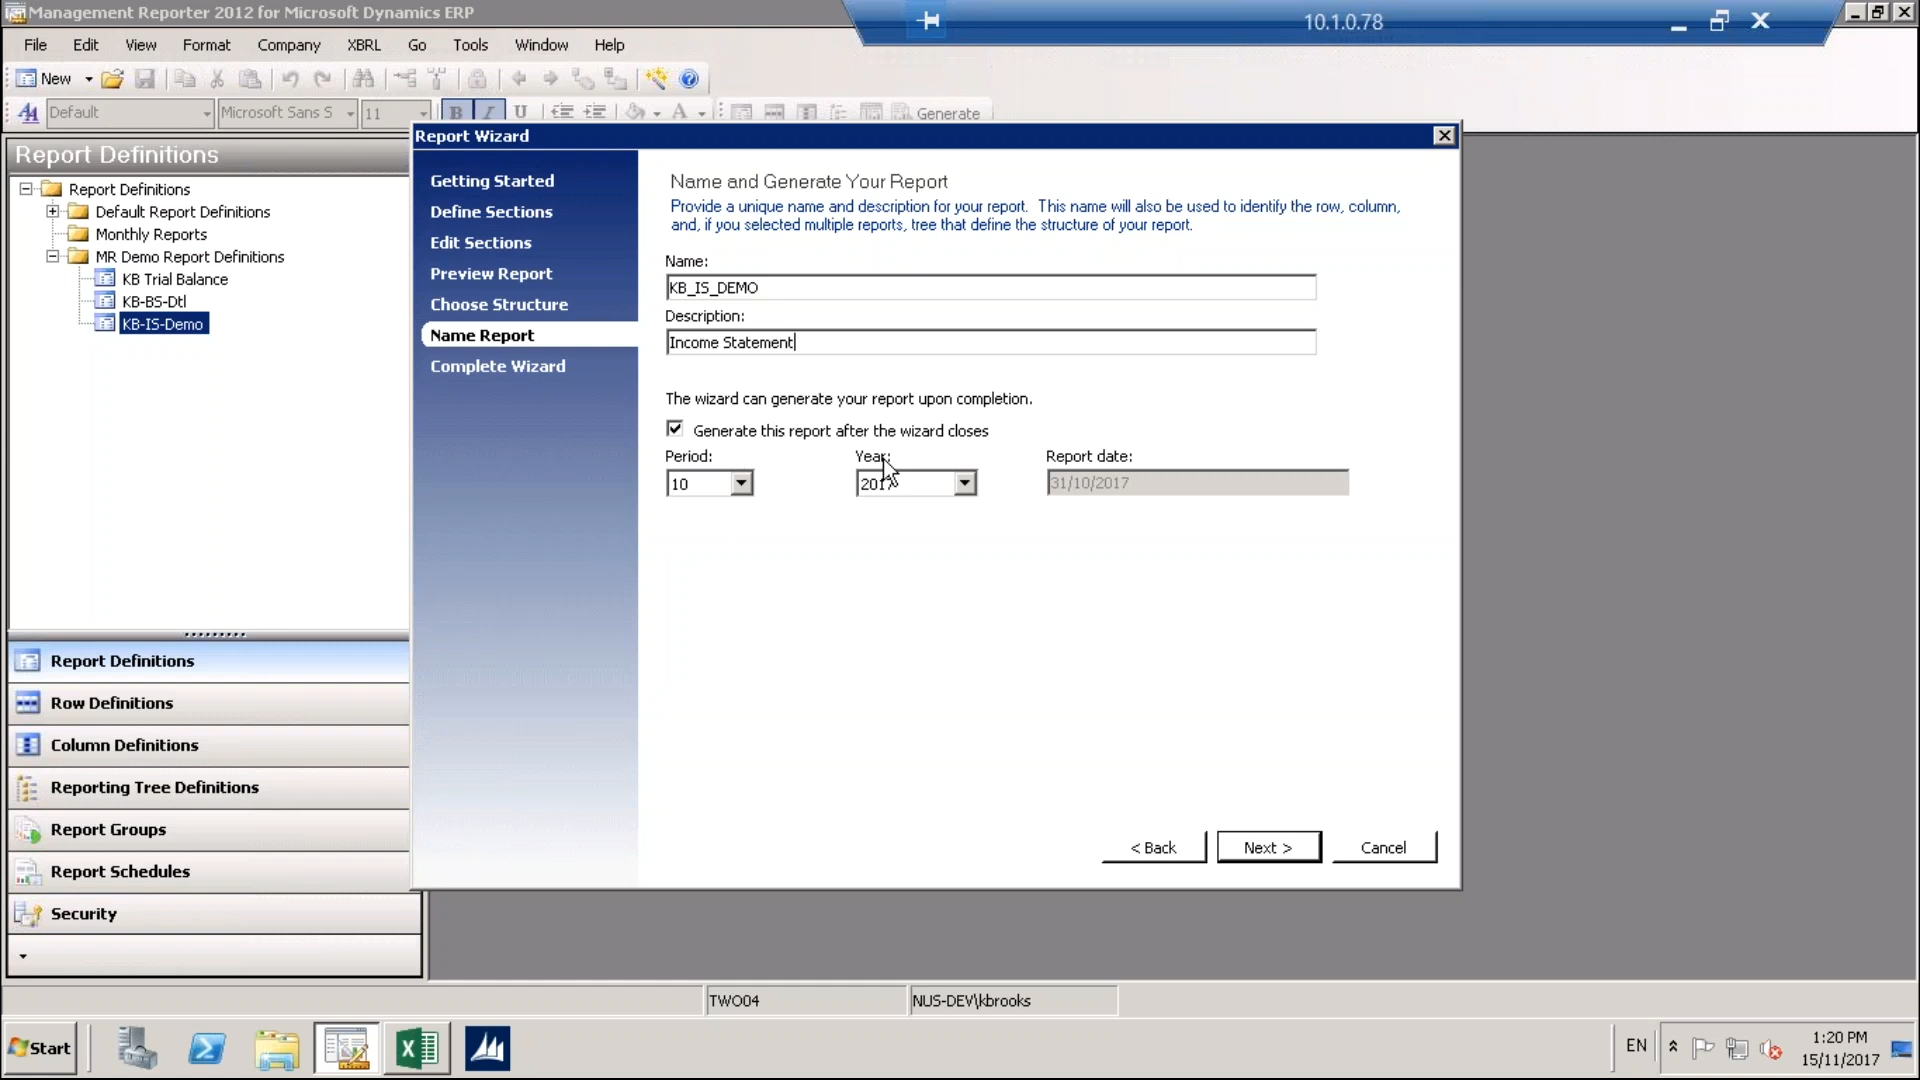 Management Reporter 2012 for Microsoft Dynamics ERP
10.1.0.78
File Edit View Format Company XBRL Go Tools Window Help
New
Default Microsoft Sans S 11 B I U A Generate
Report Definitions
Report Definitions
Default Report Definitions
Monthly Reports
MR Demo Report Definitions
KB Trial Balance
KB-BS-Dtl
KB-IS-Demo
Report Definitions
Row Definitions
Column Definitions
Reporting Tree Definitions
Report Groups
Report Schedules
Security
Report Wizard
Getting Started
Define Sections
Edit Sections
Preview Report
Choose Structure
Name Report
Complete Wizard
Name and Generate Your Report
Provide a unique name and description for your report. This name will also be used to identify the row, column,
and, if you selected multiple reports, tree that define the structure of your report.
Name:
KB_IS_DEMO
Description:
Income Statement
The wizard can generate your report upon completion.
Generate this report after the wizard closes
Period: Year: Report date:
10 2017 31/10/2017
< Back Next > Cancel
TWO04 NUS-DEV\kbrooks
Start
EN
1:20 PM
15/11/2017